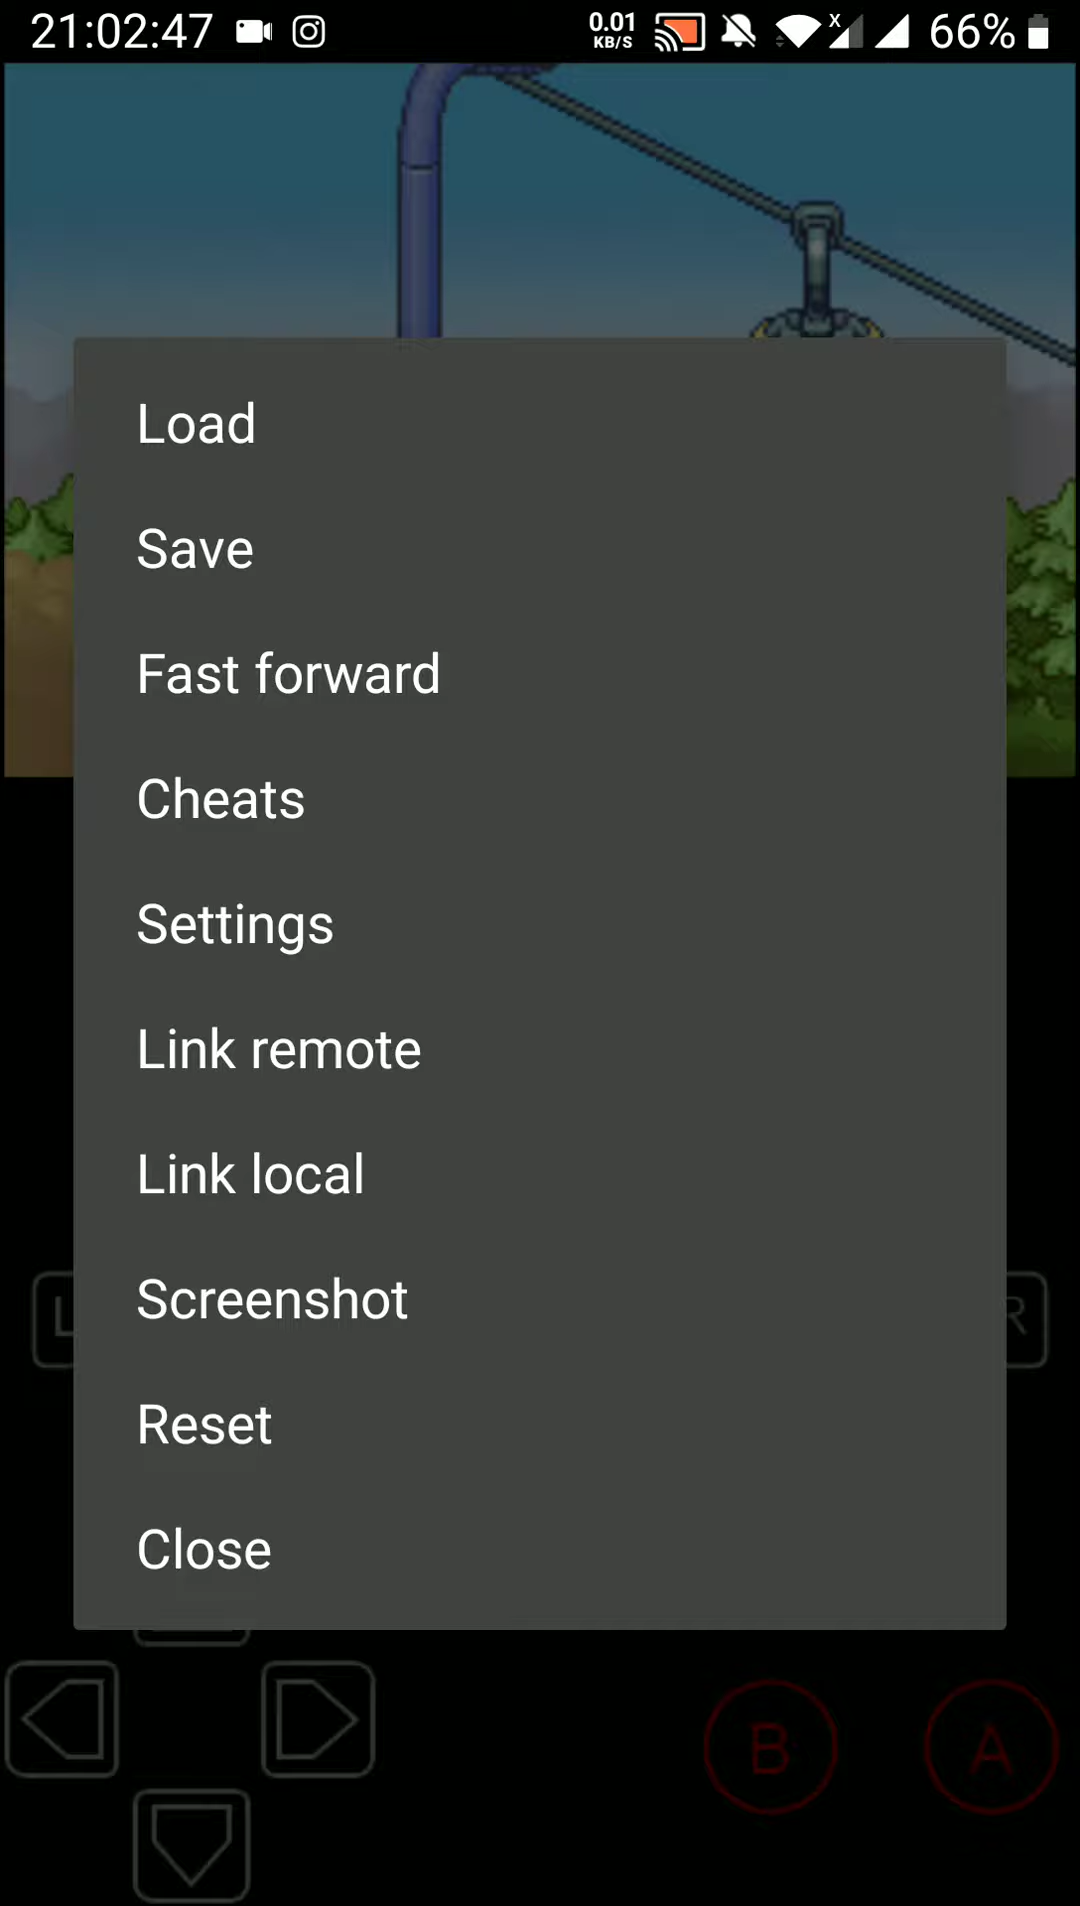 21:02:47 0.01 KB/S X 66%
Load
Save
Fast forward
Cheats
Settings
Link remote
Link local
L Screenshot R
Reset
Close
B A